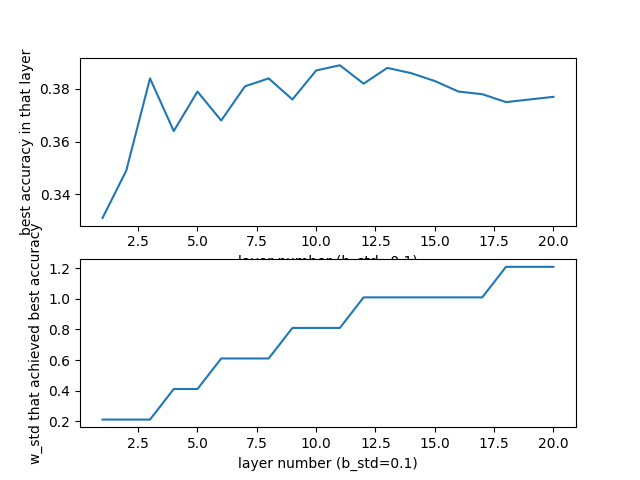 best accuracy in that layer
0.38
0.36
0.34
2.5 5.0 7.5 10.0 12.5 15.0 17.5 20.0
layer number (b_std=0.1)
w_std that achieved best accuracy
1.2
1.0
0.8
0.6
0.4
0.2
2.5 5.0 7.5 10.0 12.5 15.0 17.5 20.0
layer number (b_std=0.1)